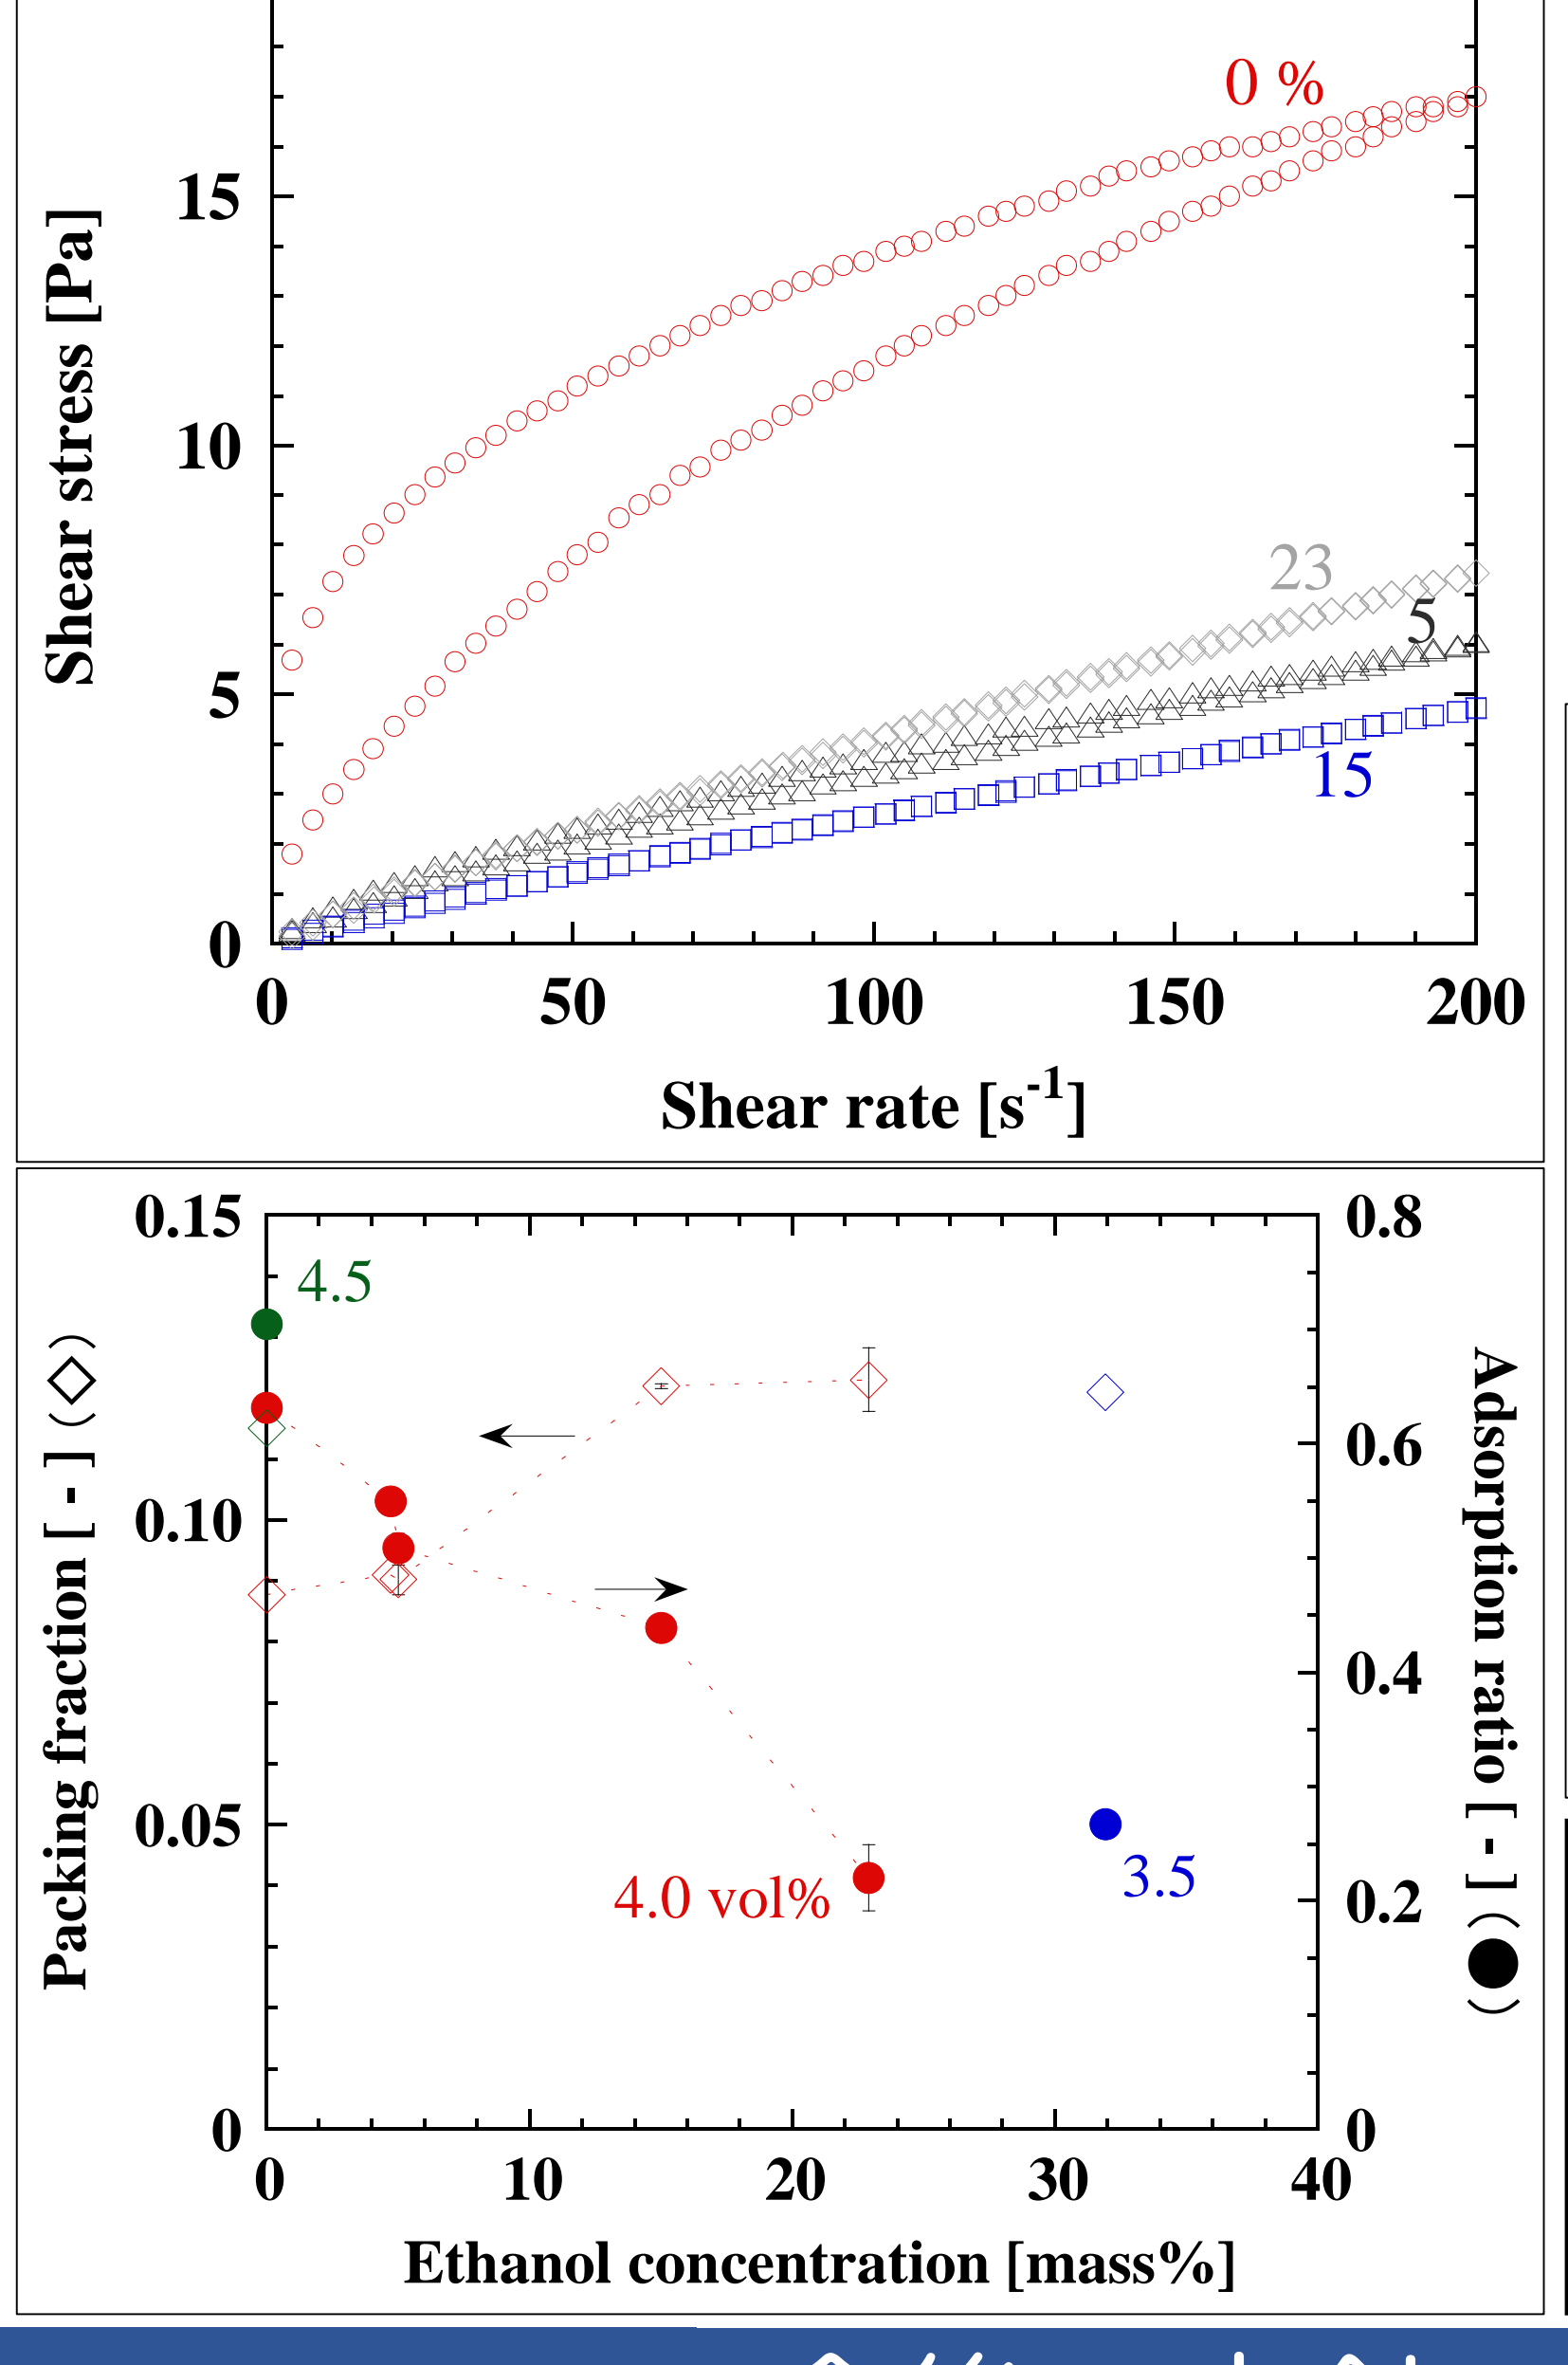 0 %
15
Shear stress [Pa]
10
23
5
5
15
0
0 50 100 150 200
Shear rate [s-1]
0.15 0.8
4.5
Packing fraction [ - ] (◇)
Adsorption ratio [ - ] (●)
0.6
0.10
0.4
0.05
3.5
4.0 vol%
0.2
0 0
0 10 20 30 40
Ethanol concentration [mass%]